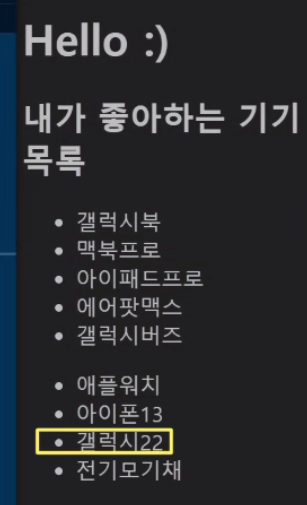 Hello :)
내가 좋아하는 기기
목록
갤럭시북
맥북프로
아이패드프로
에어팟맥스
갤럭시버즈
애플워치
아이폰13
갤럭시22
전기모기채